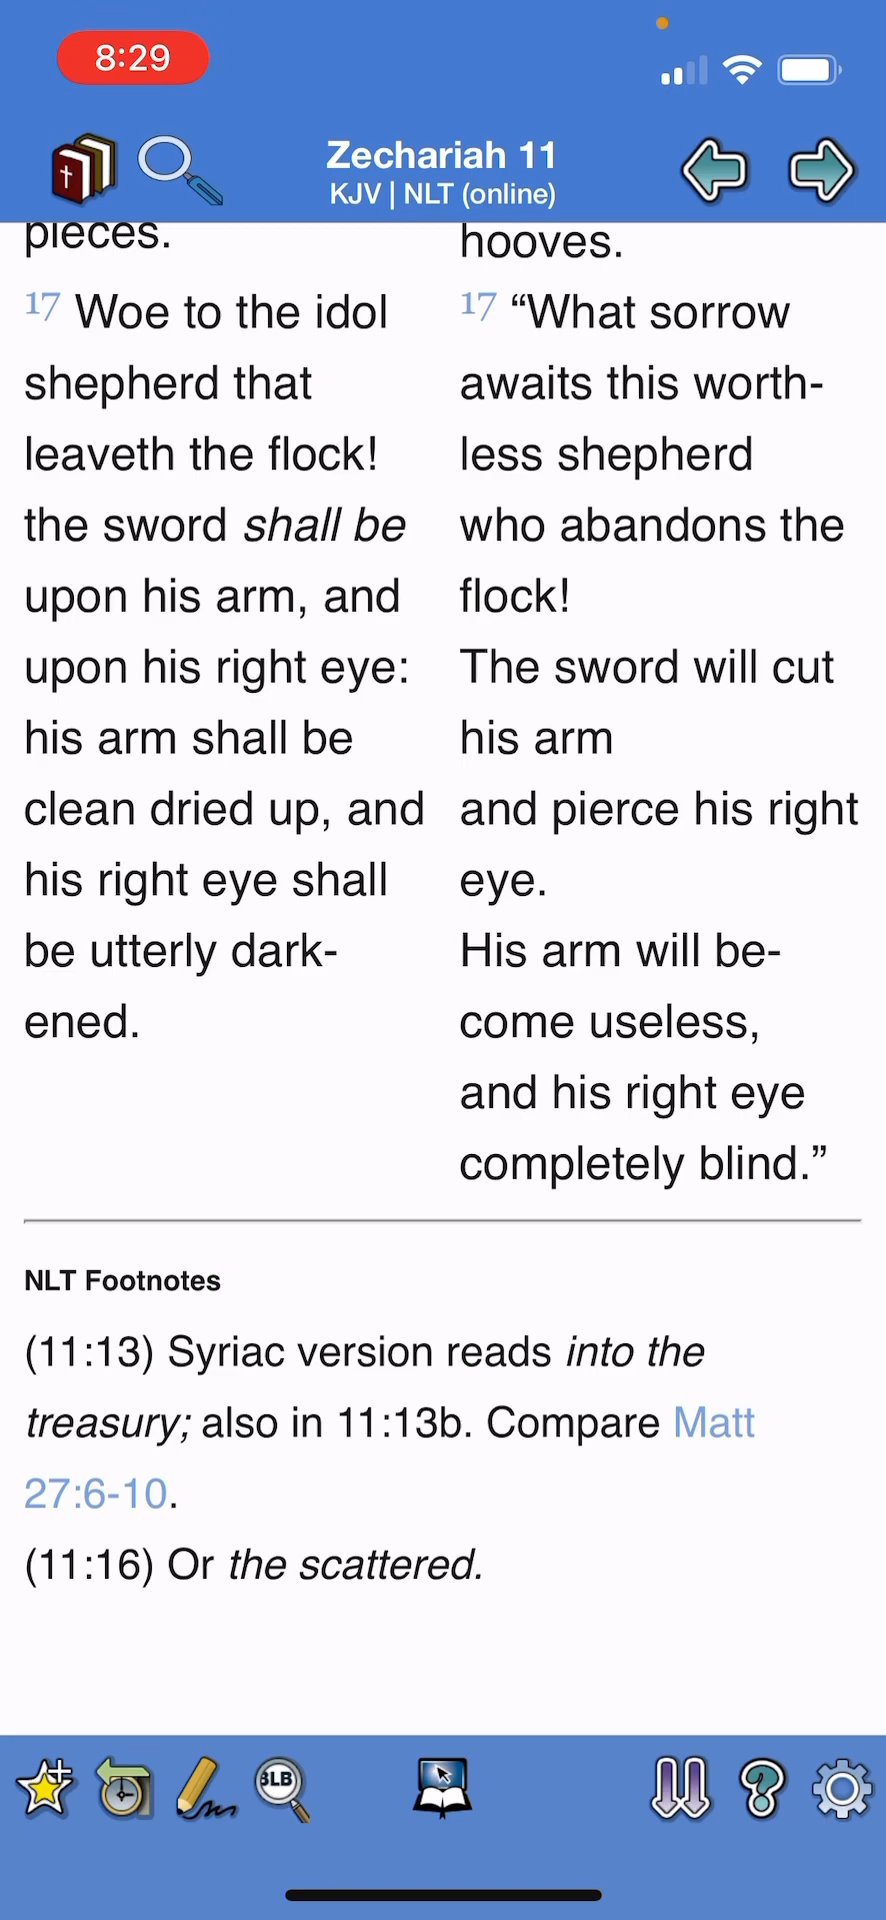 8:29
Zechariah 11
KJV | NLT (online)
pieces.
17 Woe to the idol
shepherd that
leaveth the flock!
the sword shall be
upon his arm, and
upon his right eye:
his arm shall be
clean dried up, and
his right eye shall
be utterly dark-
ened.
hooves.
17 “What sorrow
awaits this worth-
less shepherd
who abandons the
flock!
The sword will cut
his arm
and pierce his right
eye.
His arm will be-
come useless,
and his right eye
completely blind.”
NLT Footnotes
(11:13) Syriac version reads into the
treasury; also in 11:13b. Compare Matt
27:6-10.
(11:16) Or the scattered.
BLB